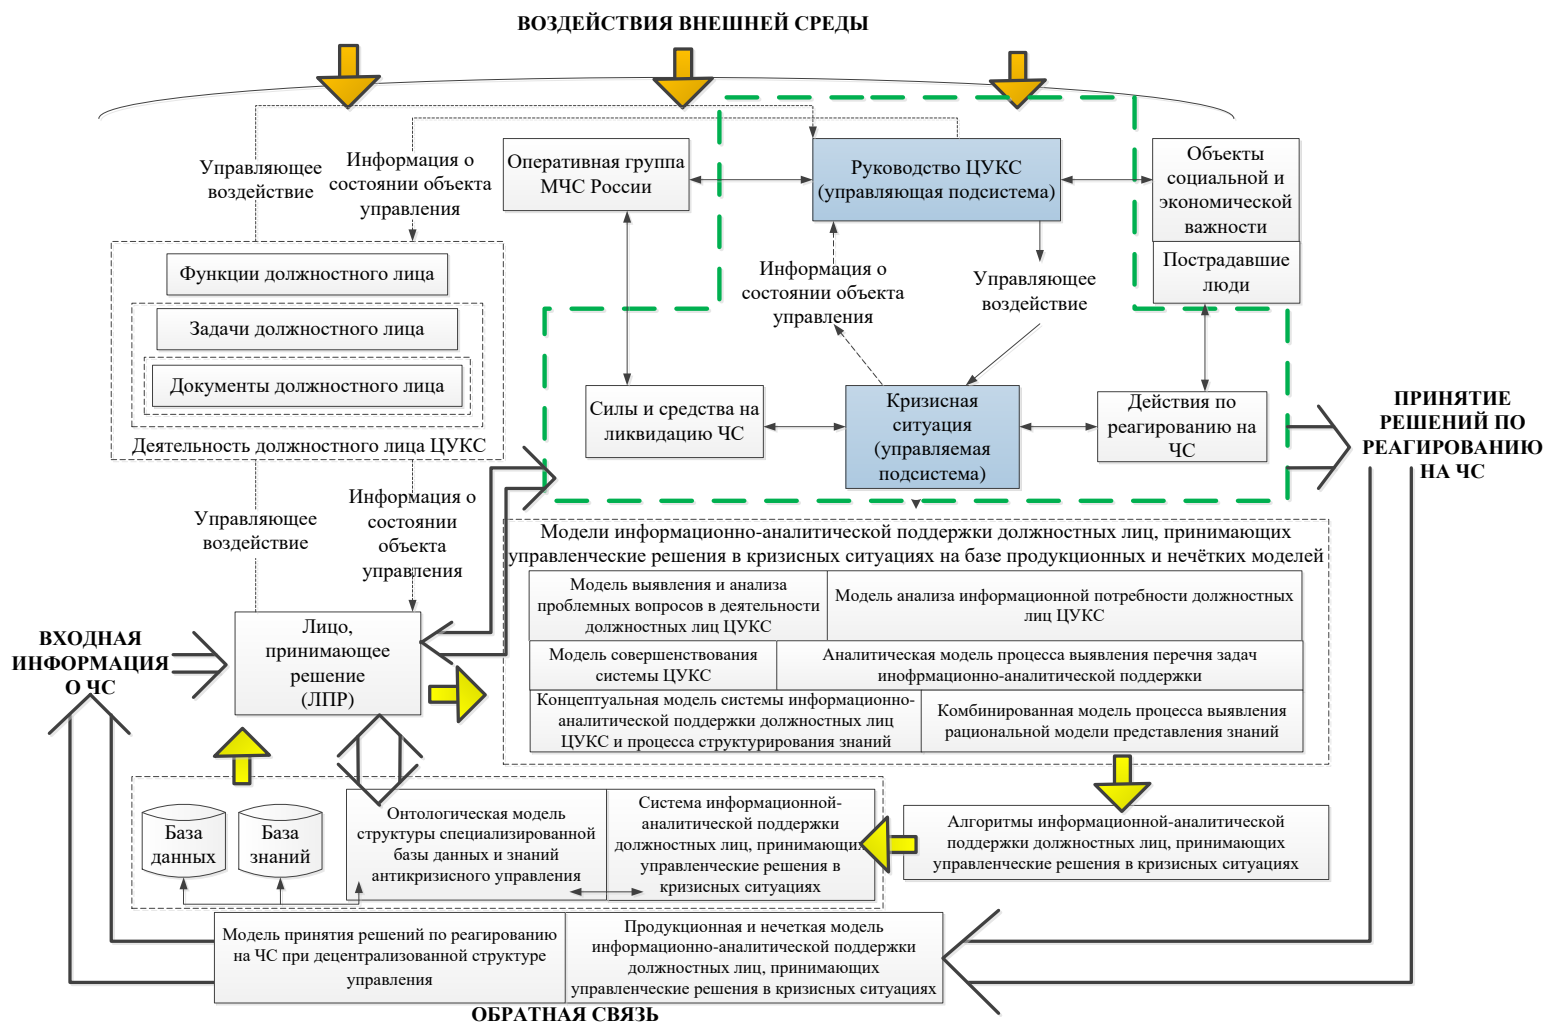 ВОЗДЕЙСТВИЯ ВНЕШНЕЙ СРЕДЫ
Управляющее
воздействие
Информация о
состоянии объекта
управления
Оперативная группа
МЧС России
Руководство ЦУКС
(управляющая подсистема)
Объекты
социальной и
экономической
важности
Пострадавшие
люди
Функции должностного лица
Задачи должностного лица
Документы должностного лица
Деятельность должностного лица ЦУКС
Информация о
состоянии объекта
управления
Управляющее
воздействие
Силы и средства на
ликвидацию ЧС
Кризисная
ситуация
(управляемая
подсистема)
Действия по
реагированию на
ЧС
ПРИНЯТИЕ
РЕШЕНИЙ ПО
РЕАГИРОВАНИЮ
НА ЧС
Управляющее
воздействие
Информация о
состоянии
объекта
управления
Модели информационно-аналитической поддержки должностных лиц, принимающих
управленческие решения в кризисных ситуациях на базе продукционных и нечётких моделей
Модель выявления и анализа
проблемных вопросов в деятельности
должностных лиц ЦУКС
Модель анализа информационной потребности должностных
лиц ЦУКС
Модель совершенствования
системы ЦУКС
Аналитическая модель процесса выявления перечня задач
инофрмационно-аналитической поддержки
Концептуальная модель системы информационно-
аналитической поддержки должностных лиц
ЦУКС и процесса структурирования знаний
Комбинированная модель процесса выявления
рациональной модели представления знаний
ВХОДНАЯ
ИНФОРМАЦИЯ
О ЧС
Лицо,
принимающее
решение
(ЛПР)
База
данных
База
знаний
Онтологическая модель
структуры специализированной
базы данных и знаний
антикризисного управления
Система информационной-
аналитической поддержки
должностных лиц, принимающих
управленческие решения в
кризисных ситуациях
Алгоритмы информационной-аналитической
поддержки должностных лиц, принимающих
управленческие решения в кризисных ситуациях
Модель принятия решений по реагированию
на ЧС при децентрализованной структуре
управления
Продукционная и нечеткая модель
информационно-аналитической поддержки
должностных лиц, принимающих
управленческие решения в кризисных ситуациях
ОБРАТНАЯ СВЯЗЬ